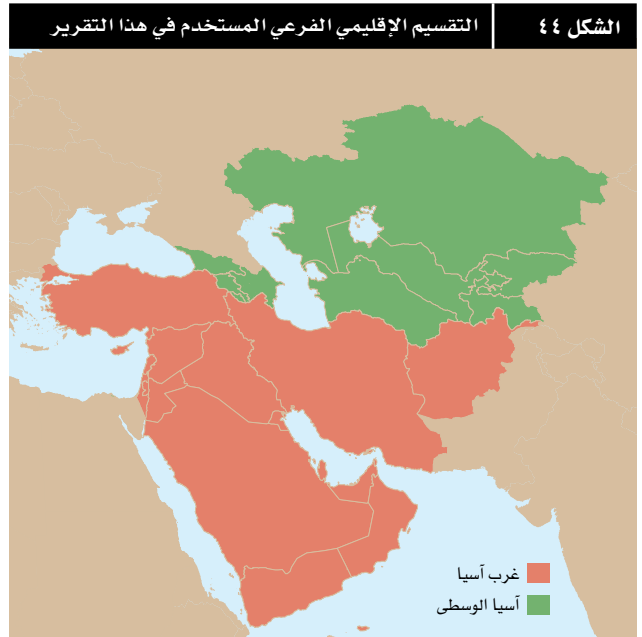 الشكل ٤٤ التقسيم الإقليمي الفرعي المستخدم في هذا التقرير
غرب آسيا
آسيا الوسطى